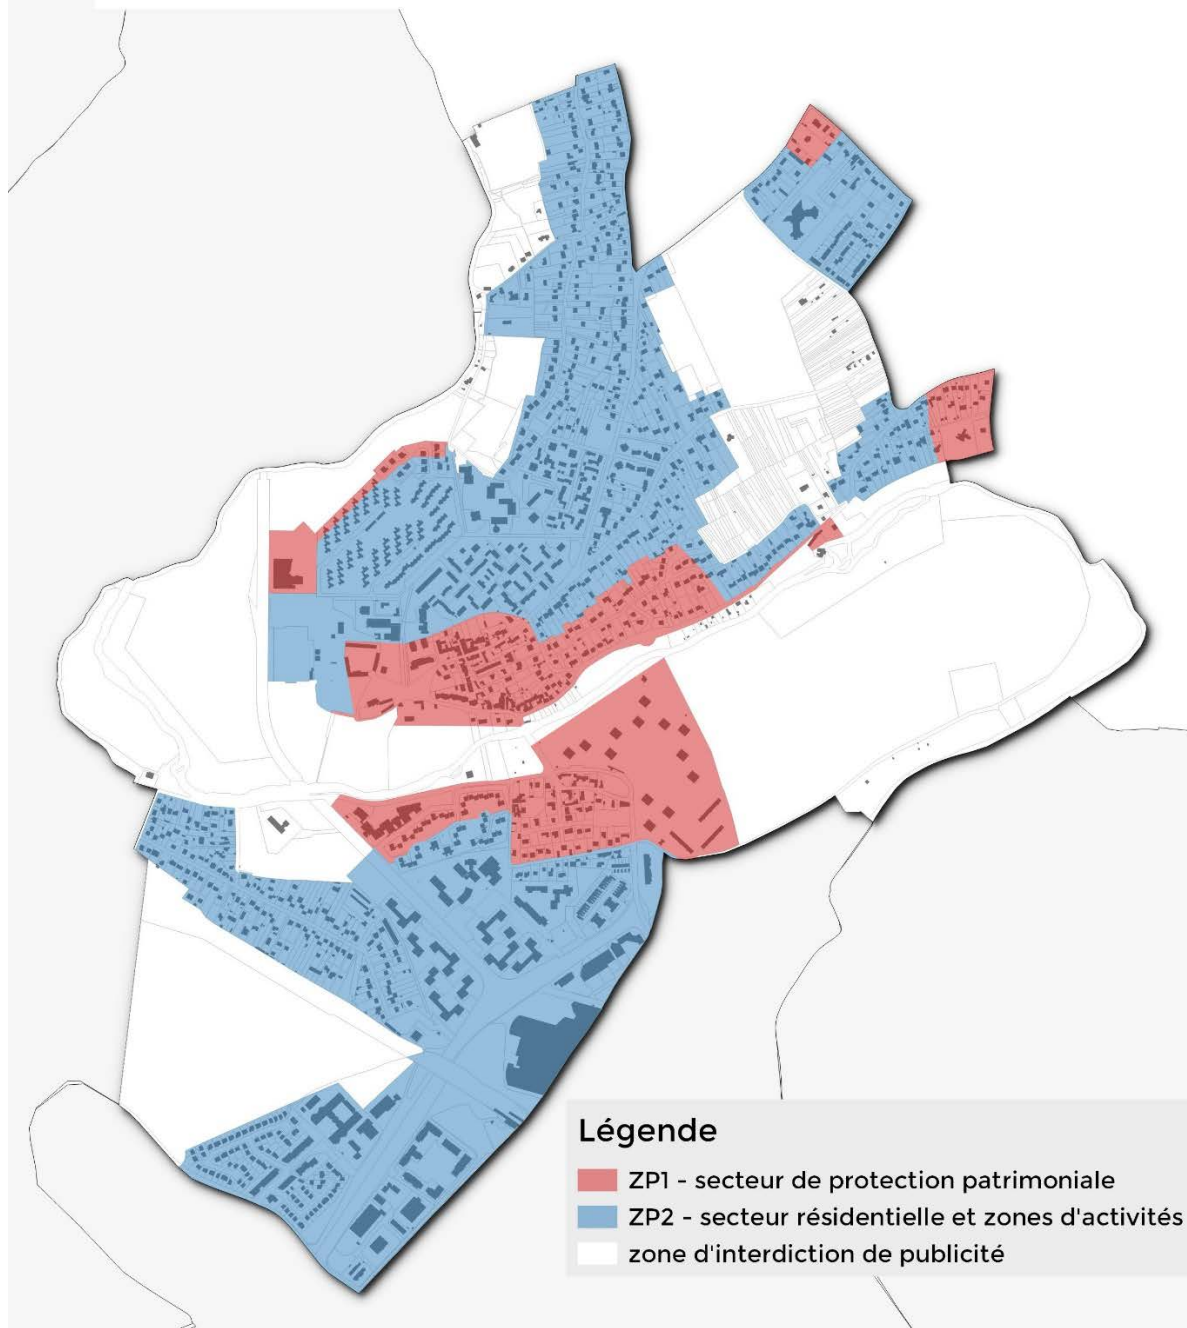 Légende
ZP1 - secteur de protection patrimoniale
ZP2 - secteur résidentielle et zones d'activités
zone d'interdiction de publicité